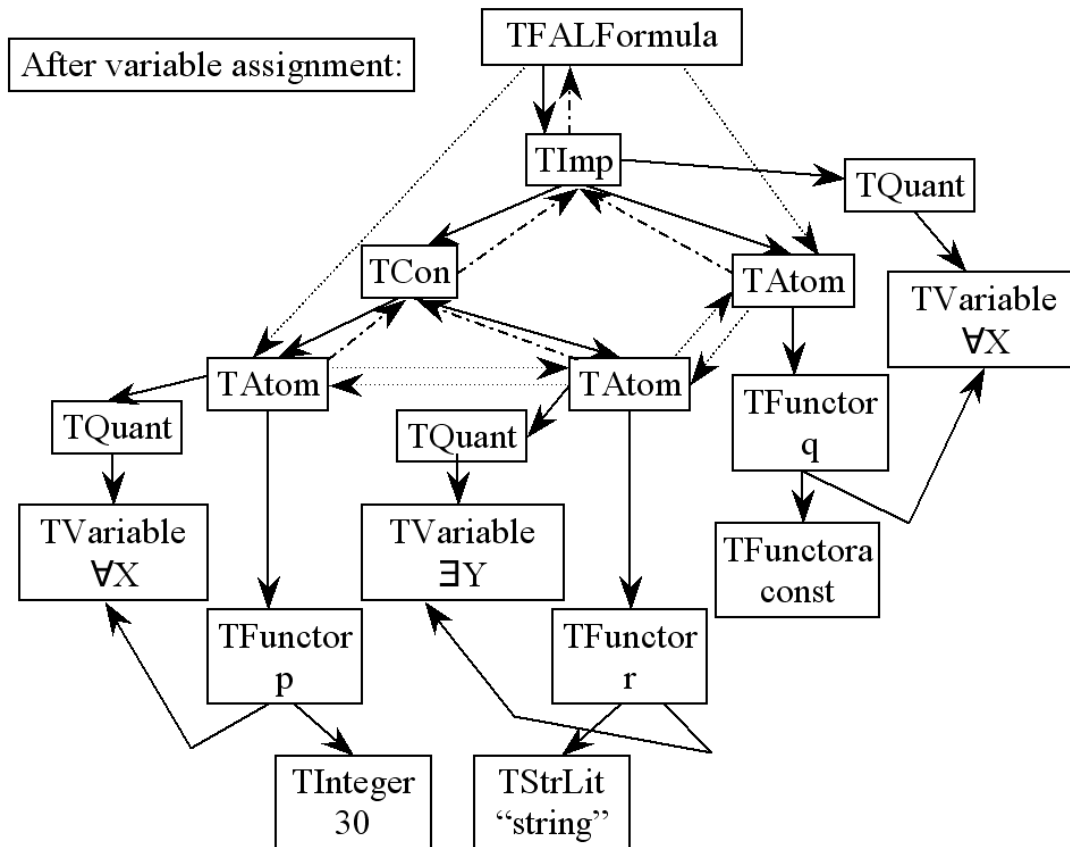 TFALFormula
After variable assignment:
TImp
TQuant
TCon
TAtom
TVariable
∀X
TAtom
TAtom
TQuant
TQuant
TFunctor
q
TVariable
∀X
TVariable
∃Y
TFunctora
const
TFunctor
p
TFunctor
r
TInteger
30
TStrLit
“string”